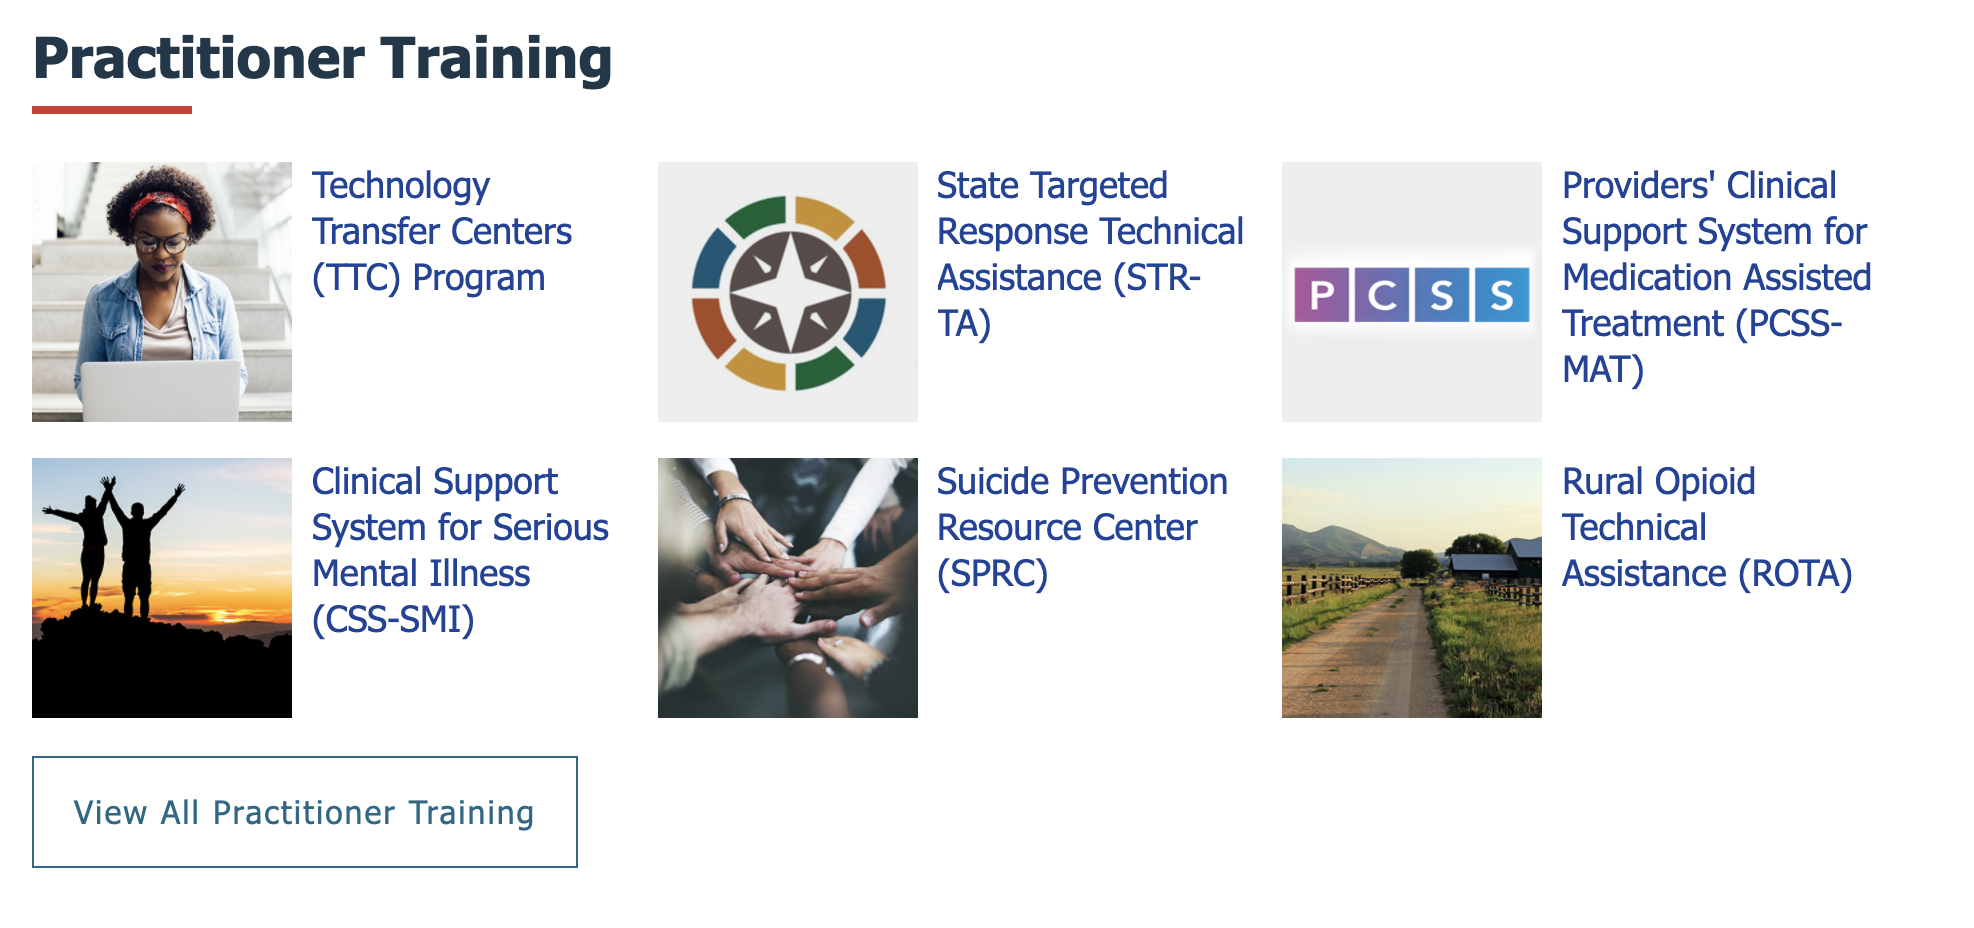 Practitioner Training
Technology
Transfer Centers
(TTC) Program
State Targeted
Response Technical
Assistance (STR-
TA)
PCSS
Providers' Clinical
Support System for
Medication Assisted
Treatment (PCSS-
MAT)
Clinical Support
System for Serious
Mental Illness
(CSS-SMI)
Suicide Prevention
Resource Center
(SPRC)
Rural Opioid
Technical
Assistance (ROTA)
View All Practitioner Training